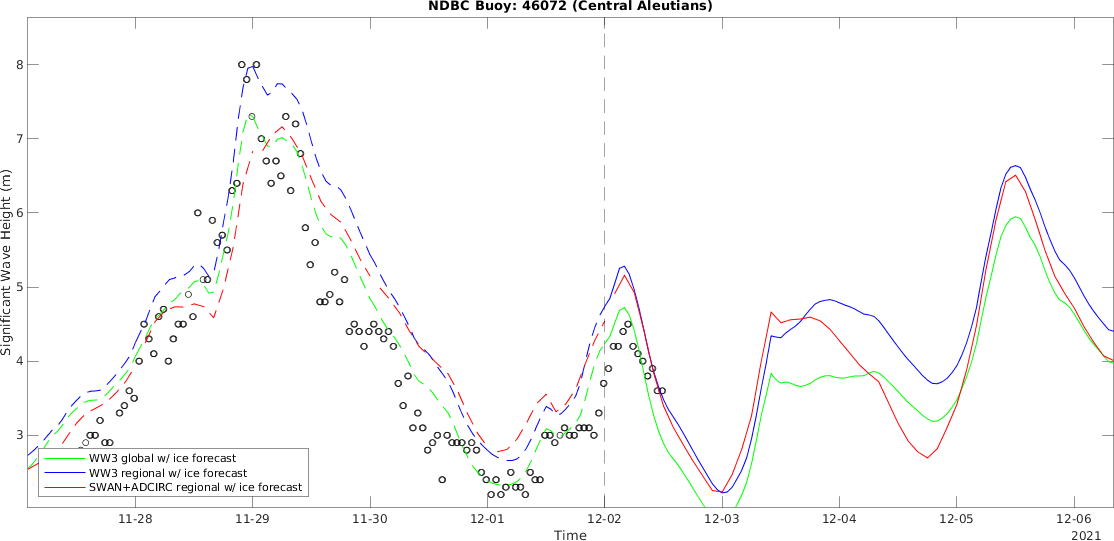 NDBC Buoy: 46072 (Central Aleutians)
Significant Wave Height (m)
8
7
6
5
4
3
WW3 global w/ ice forecast
WW3 regional w/ ice forecast
SWAN+ADCIRC regional w/ ice forecast
11-28 11-29 11-30 12-01 12-02 12-03 12-04 12-05 12-06
Time
2021